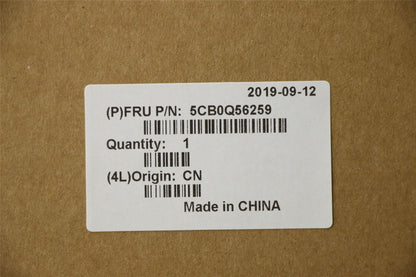 2019-09-12
(P)FRU P/N: 5CB0Q56259
Quantity: 1
(4L)Origin: CN
Made in CHINA